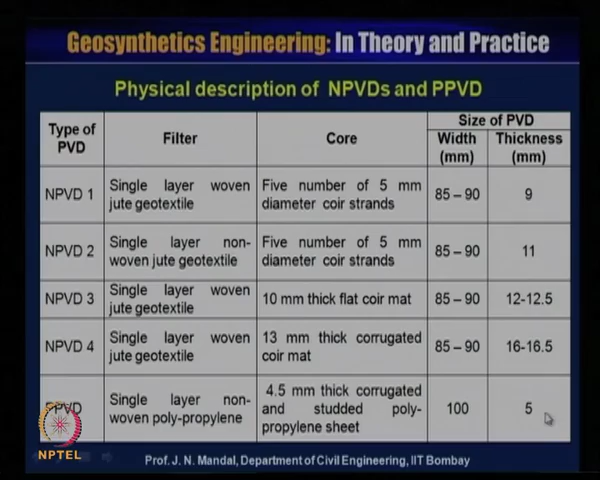 Geosynthetics Engineering: In Theory and Practice
Physical description of NPVDs and PPVD
Type of PVD Filter Core Size of PVD
Width (mm) Thickness (mm)
NPVD 1 Single layer woven jute geotextile Five number of 5 mm diameter coir strands 85 – 90 9
NPVD 2 Single layer non-woven jute geotextile Five number of 5 mm diameter coir strands 85 – 90 11
NPVD 3 Single layer woven jute geotextile 10 mm thick flat coir mat 85 – 90 12-12.5
NPVD 4 Single layer woven jute geotextile 13 mm thick corrugated coir mat 85 – 90 16-16.5
PPVD Single layer non-woven poly-propylene 4.5 mm thick corrugated and studded poly-propylene sheet 100 5
NPTEL
Prof. J. N. Mandal, Department of Civil Engineering, IIT Bombay